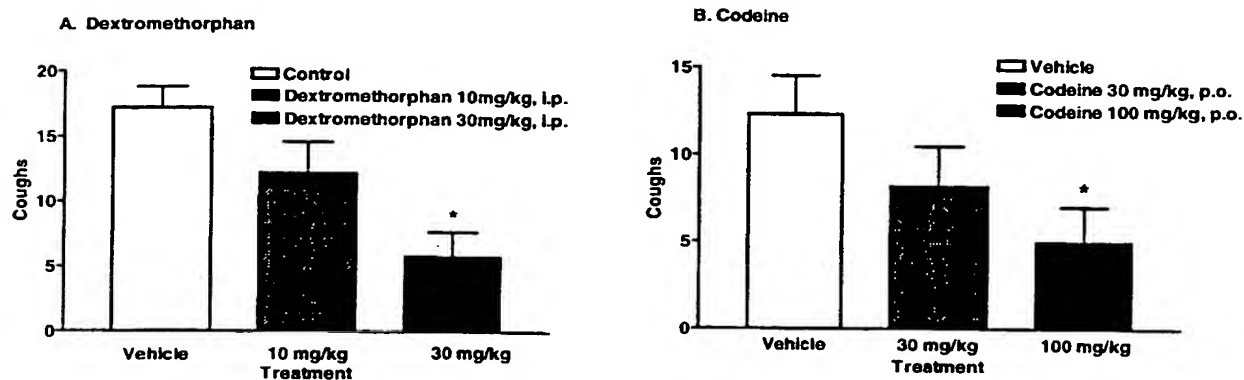 A. Dextromethorphan
20
15
10
5
0
Coughs
Control
Dextromethorphan 10mg/kg, i.p.
Dextromethorphan 30mg/kg, i.p.
*
Vehicle 10 mg/kg 30 mg/kg
Treatment
B. Codeine
15
10
5
0
Coughs
Vehicle
Codeine 30 mg/kg, p.o.
Codeine 100 mg/kg, p.o.
*
Vehicle 30 mg/kg 100 mg/kg
Treatment